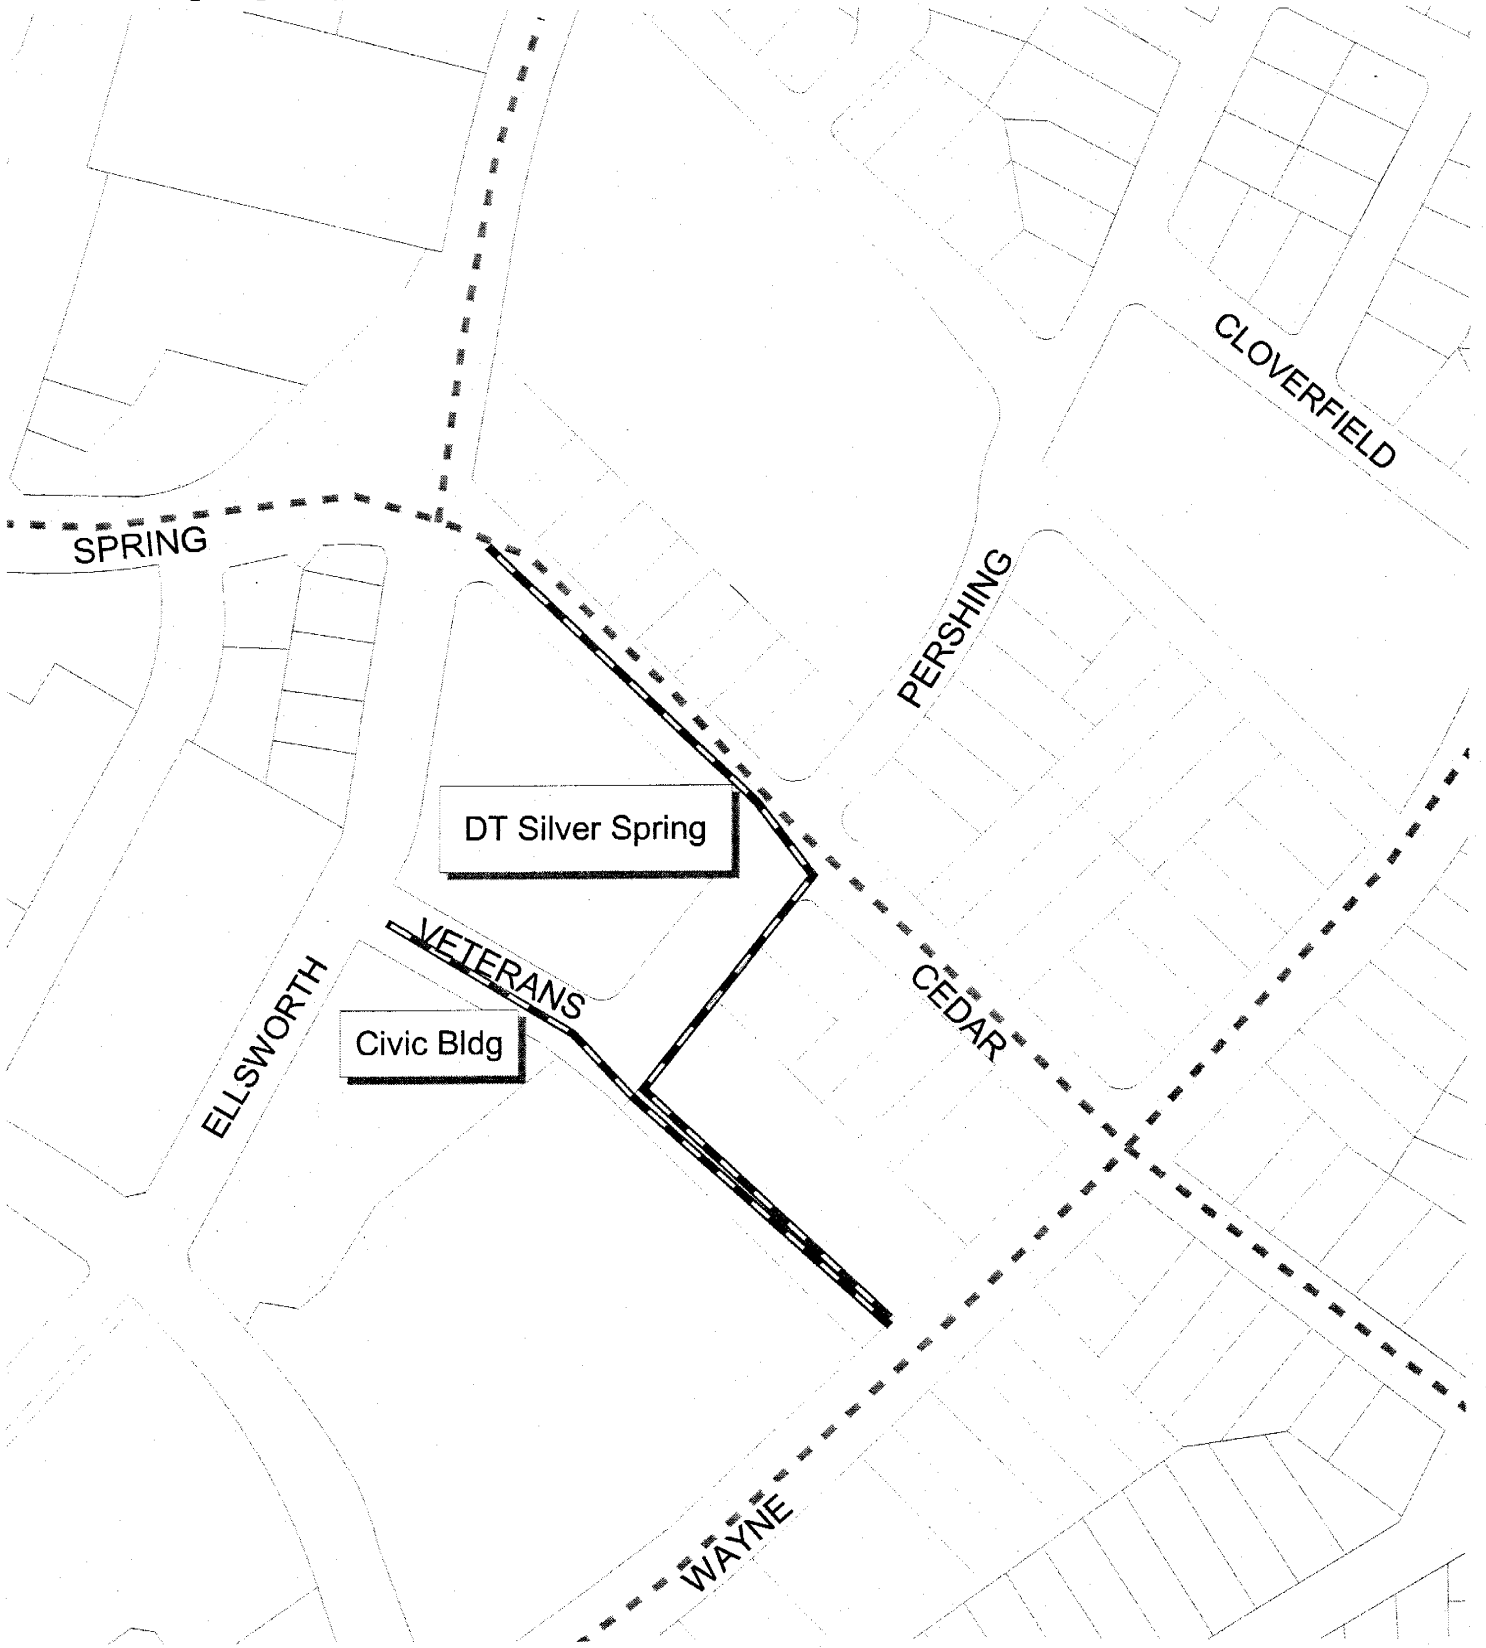 CLOVERFIELD
SPRING
PERSHING
DT Silver Spring
VETERANS
CEDAR
ELLSWORTH
Civic Bldg
WAYNE